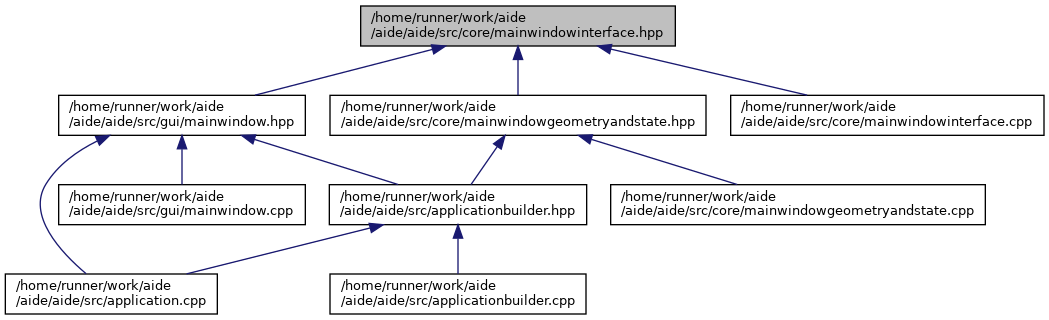 /home/runner/work/aide
/aide/aide/src/core/mainwindowinterface.hpp
/home/runner/work/aide
/aide/aide/src/gui/mainwindow.hpp
/home/runner/work/aide
/aide/aide/src/core/mainwindowgeometryandstate.hpp
/home/runner/work/aide
/aide/aide/src/core/mainwindowinterface.cpp
/home/runner/work/aide
/aide/aide/src/gui/mainwindow.cpp
/home/runner/work/aide
/aide/aide/src/applicationbuilder.hpp
/home/runner/work/aide
/aide/aide/src/core/mainwindowgeometryandstate.cpp
/home/runner/work/aide
/aide/aide/src/application.cpp
/home/runner/work/aide
/aide/aide/src/applicationbuilder.cpp